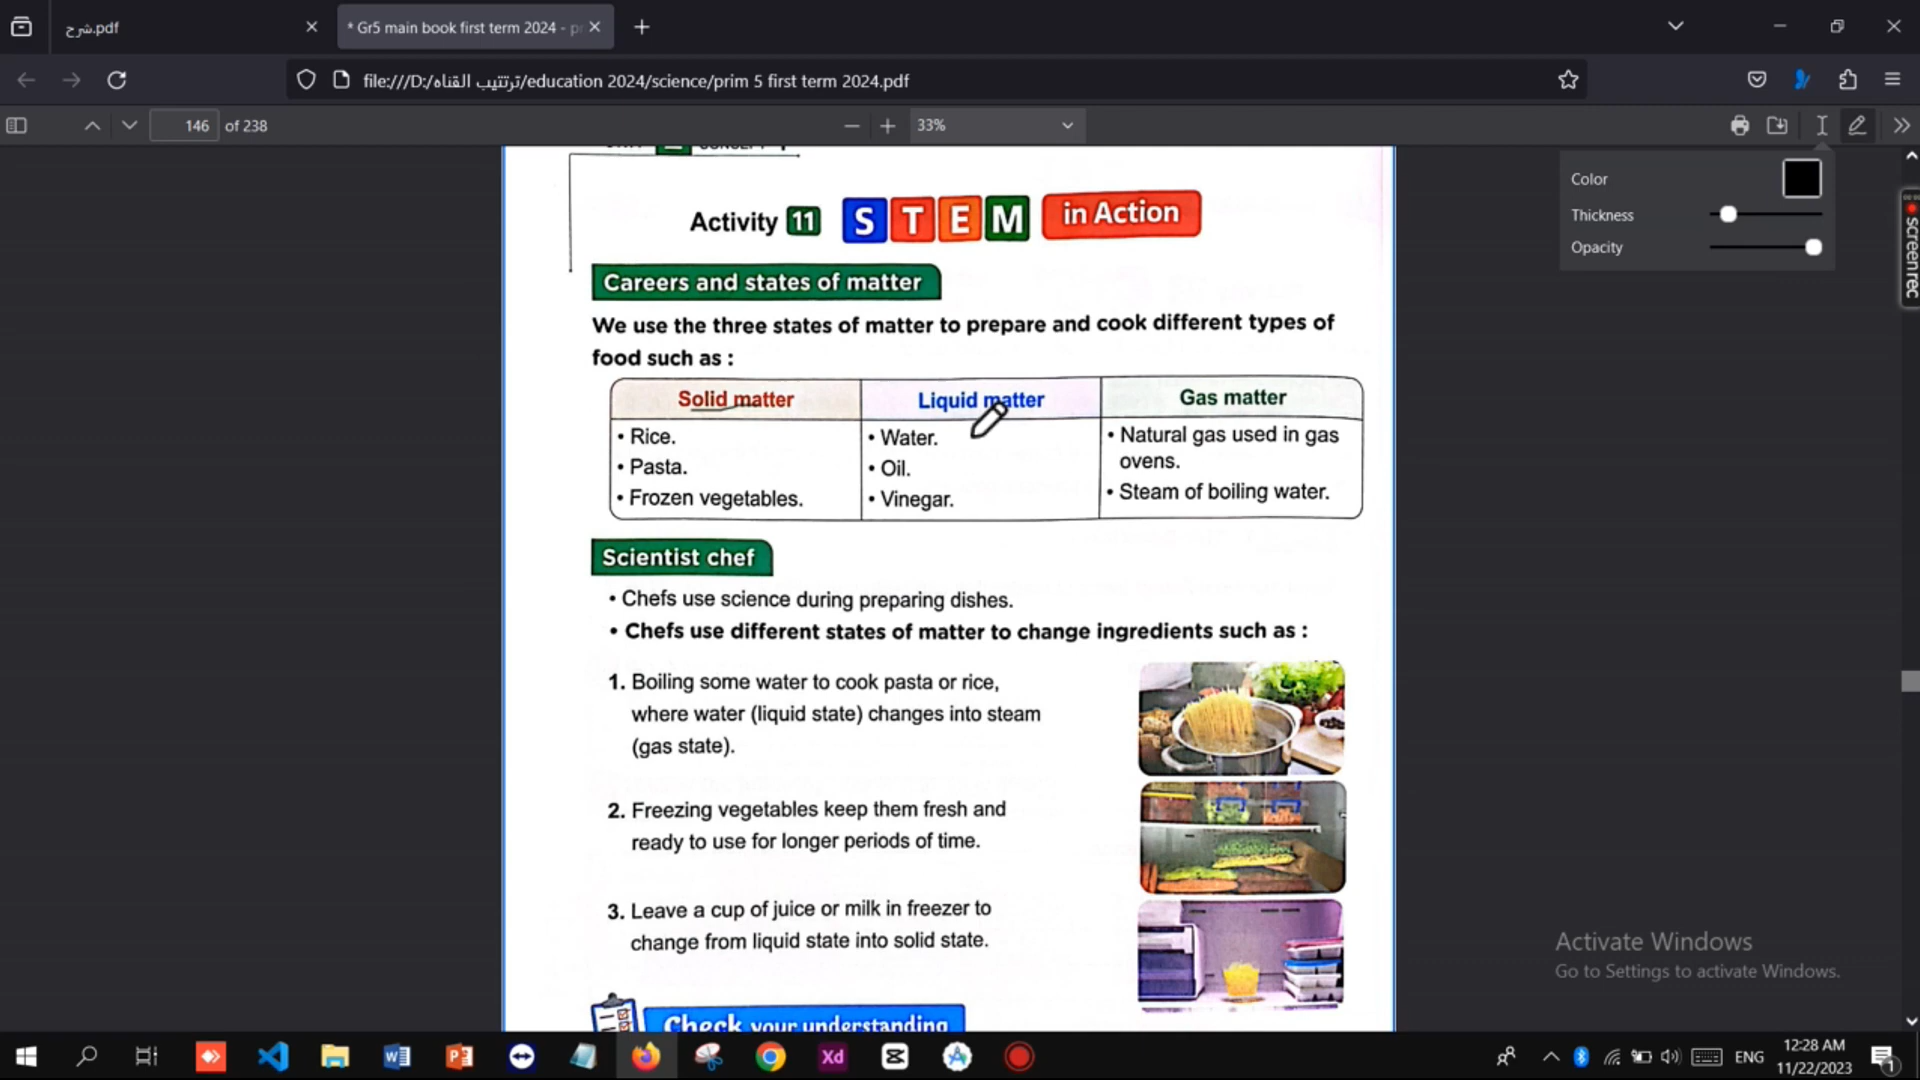 شرح.pdf
* Gr5 main book first term 2024 - pr
file:///D:/ترتتيب القناه/education 2024/science/prim 5 first term 2024.pdf
146 of 238
33%
Color
Thickness
Opacity
screenrec
Activity 11 STEM in Action
Careers and states of matter
We use the three states of matter to prepare and cook different types of
food such as :
Solid matter
• Rice.
• Pasta.
• Frozen vegetables.
Liquid matter
• Water.
• Oil.
• Vinegar.
Gas matter
• Natural gas used in gas
ovens.
• Steam of boiling water.
Scientist chef
• Chefs use science during preparing dishes.
• Chefs use different states of matter to change ingredients such as :
1. Boiling some water to cook pasta or rice,
where water (liquid state) changes into steam
(gas state).
2. Freezing vegetables keep them fresh and
ready to use for longer periods of time.
3. Leave a cup of juice or milk in freezer to
change from liquid state into solid state.
Check your understanding
Activate Windows
Go to Settings to activate Windows.
Xd
ENG
12:28 AM
11/22/2023
1